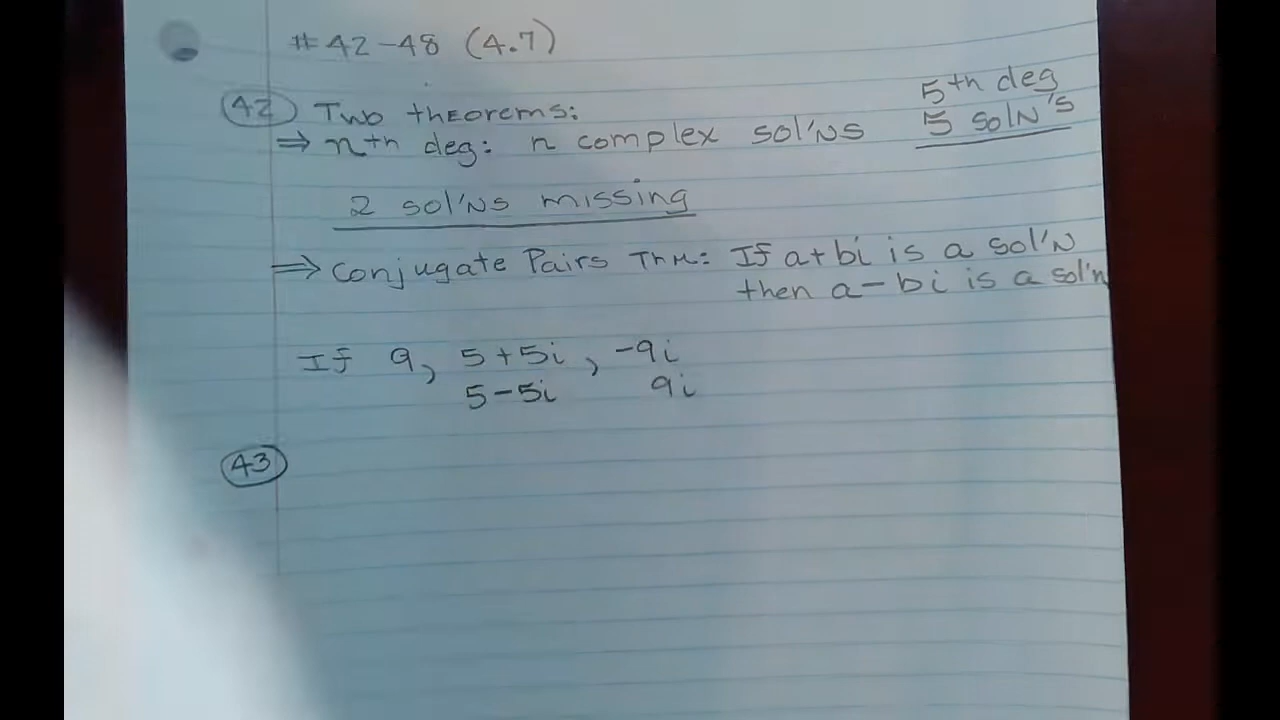 # 42-48 (4.7)
42 Two theorems:
⇒ nth deg: n complex sol'ns
5th deg
5 soln's
2 sol'ns missing
⇒ conjugate Pairs Thm: If a+bi is a sol'n
then a-bi is a sol'n
If 9, 5+5i, -9i
5-5i 9i
43